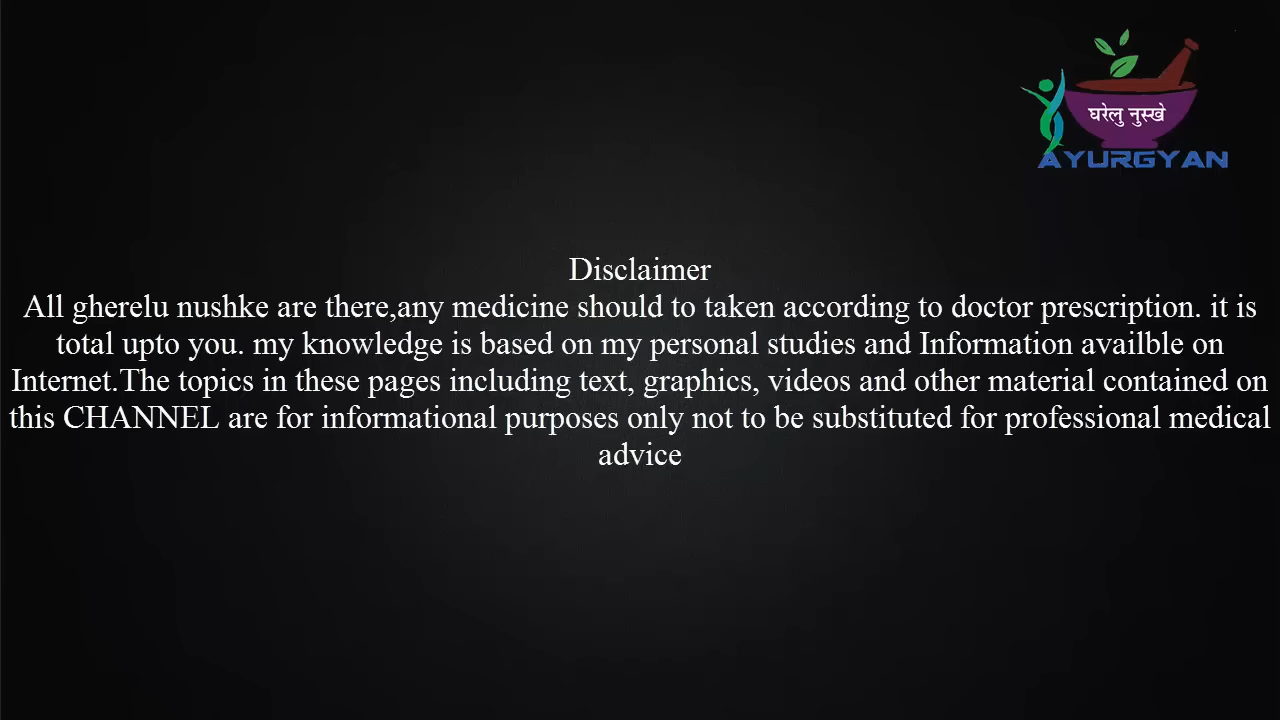 घरेलु नुस्खे
AYURGYAN
Disclaimer
All gherelu nushke are there,any medicine should to taken according to doctor prescription. it is
total upto you. my knowledge is based on my personal studies and Information availble on
Internet.The topics in these pages including text, graphics, videos and other material contained on
this CHANNEL are for informational purposes only not to be substituted for professional medical
advice